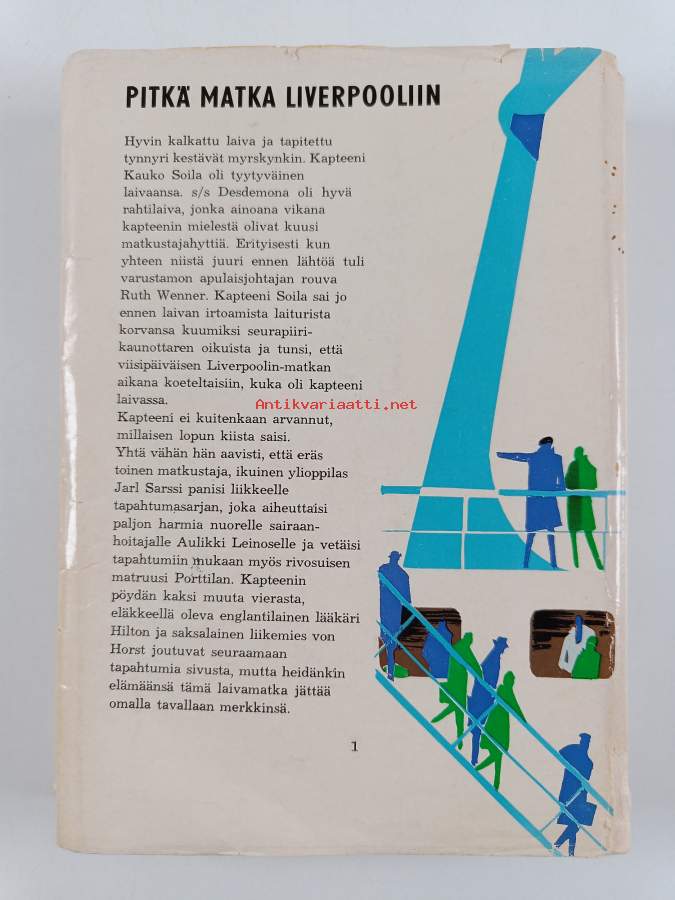 PITKÄ MATKA LIVERPOOLIIN
Hyvin kalkattu laiva ja tapitettu
tynnyri kestävät myrskynkin. Kapteeni
Kauko Soila oli tyytyväinen
laivaansa. s/s Desdemona oli hyvä
rahtilaiva, jonka ainoana vikana
kapteenin mielestä olivat kuusi
matkustajahyttiä. Erityisesti kun
yhteen niistä juuri ennen lähtöä tuli
varustamon apulaisjohtajan rouva
Ruth Wenner. Kapteeni Soila sai jo
ennen laivan irtoamista laiturista
korvansa kuumiksi seurapiiri-
kaunottaren oikuista ja tunsi, että
viisipäiväisen Liverpoolin-matkan
aikana koeteltaisiin, kuka oli kapteeni
laivassa.
Antikvariaatti.net
Kapteeni ei kuitenkaan arvannut,
millaisen lopun kiista saisi.
Yhtä vähän hän aavisti, että eräs
toinen matkustaja, ikuinen ylioppilas
Jarl Sarssi panisi liikkeelle
tapahtumasarjan, joka aiheuttaisi
paljon harmia nuorelle sairaan-
hoitajalle Aulikki Leinoselle ja vetäisi
tapahtumiin mukaan myös rivosuisen
matruusi Porttilan. Kapteenin
pöydän kaksi muuta vierasta,
eläkkeellä oleva englantilainen lääkäri
Hilton ja saksalainen liikemies von
Horst joutuvat seuraamaan
tapahtumia sivusta, mutta heidänkin
elämäänsä tämä laivamatka jättää
omalla tavallaan merkkinsä.
1